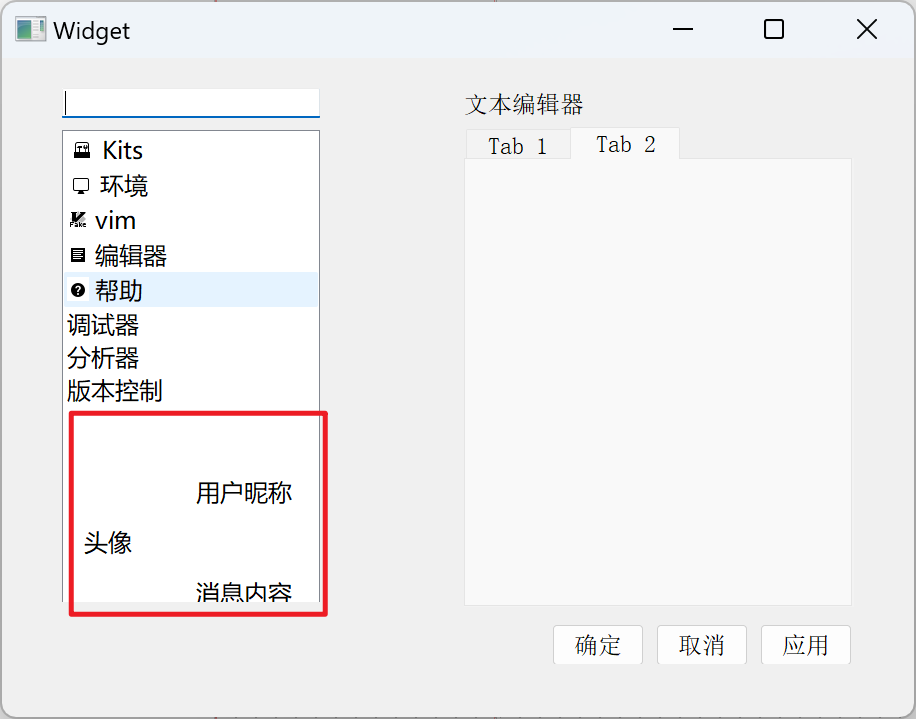 Widget
Kits
环境
Fake
vim
编辑器
帮助
调试器
分析器
版本控制
用户昵称
头像
消息内容
文本编辑器
Tab 1
Tab 2
确定
取消
应用